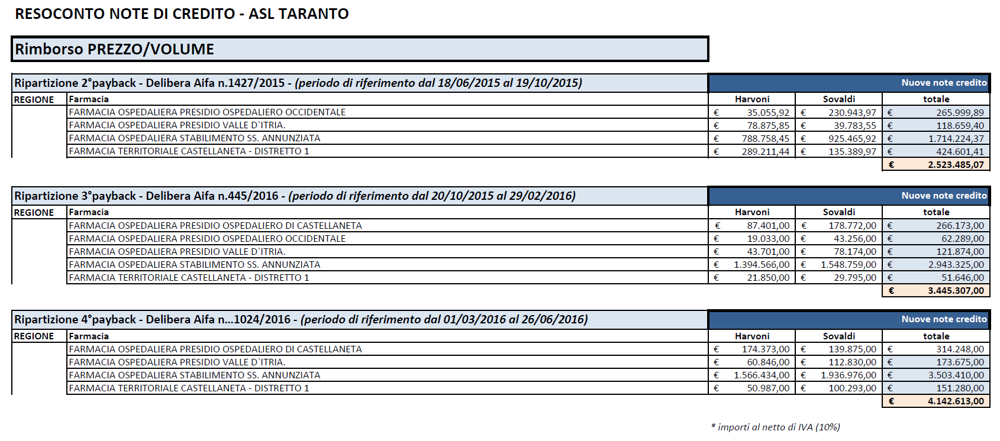 RESOCONTO NOTE DI CREDITO - ASL TARANTO
Rimborso PREZZO/VOLUME
Ripartizione 2°payback - Delibera Aifa n.1427/2015 - (periodo di riferimento dal 18/06/2015 al 19/10/2015) Nuove note credito
REGIONE Farmacia Harvoni Sovaldi totale
FARMACIA OSPEDALIERA PRESIDIO OSPEDALIERO OCCIDENTALE € 35.055,92 € 230.943,97 € 265.999,89
FARMACIA OSPEDALIERA PRESIDIO VALLE D`ITRIA. € 78.875,85 € 39.783,55 € 118.659,40
FARMACIA OSPEDALIERA STABILIMENTO SS. ANNUNZIATA € 788.758,45 € 925.465,92 € 1.714.224,37
FARMACIA TERRITORIALE CASTELLANETA - DISTRETTO 1 € 289.211,44 € 135.389,97 € 424.601,41
€ 2.523.485,07
Ripartizione 3°payback - Delibera Aifa n.445/2016 - (periodo di riferimento dal 20/10/2015 al 29/02/2016) Nuove note credito
REGIONE Farmacia Harvoni Sovaldi totale
FARMACIA OSPEDALIERA PRESIDIO OSPEDALIERO DI CASTELLANETA € 87.401,00 € 178.772,00 € 266.173,00
FARMACIA OSPEDALIERA PRESIDIO OSPEDALIERO OCCIDENTALE € 19.033,00 € 43.256,00 € 62.289,00
FARMACIA OSPEDALIERA PRESIDIO VALLE D`ITRIA. € 43.701,00 € 78.174,00 € 121.874,00
FARMACIA OSPEDALIERA STABILIMENTO SS. ANNUNZIATA € 1.394.566,00 € 1.548.759,00 € 2.943.325,00
FARMACIA TERRITORIALE CASTELLANETA - DISTRETTO 1 € 21.850,00 € 29.795,00 € 51.646,00
€ 3.445.307,00
Ripartizione 4°payback - Delibera Aifa n...1024/2016 - (periodo di riferimento dal 01/03/2016 al 26/06/2016) Nuove note credito
REGIONE Farmacia Harvoni Sovaldi totale
FARMACIA OSPEDALIERA PRESIDIO OSPEDALIERO DI CASTELLANETA € 174.373,00 € 139.875,00 € 314.248,00
FARMACIA OSPEDALIERA PRESIDIO VALLE D`ITRIA. € 60.846,00 € 112.830,00 € 173.675,00
FARMACIA OSPEDALIERA STABILIMENTO SS. ANNUNZIATA € 1.566.434,00 € 1.936.976,00 € 3.503.410,00
FARMACIA TERRITORIALE CASTELLANETA - DISTRETTO 1 € 50.987,00 € 100.293,00 € 151.280,00
€ 4.142.613,00
* importi al netto di IVA (10%)